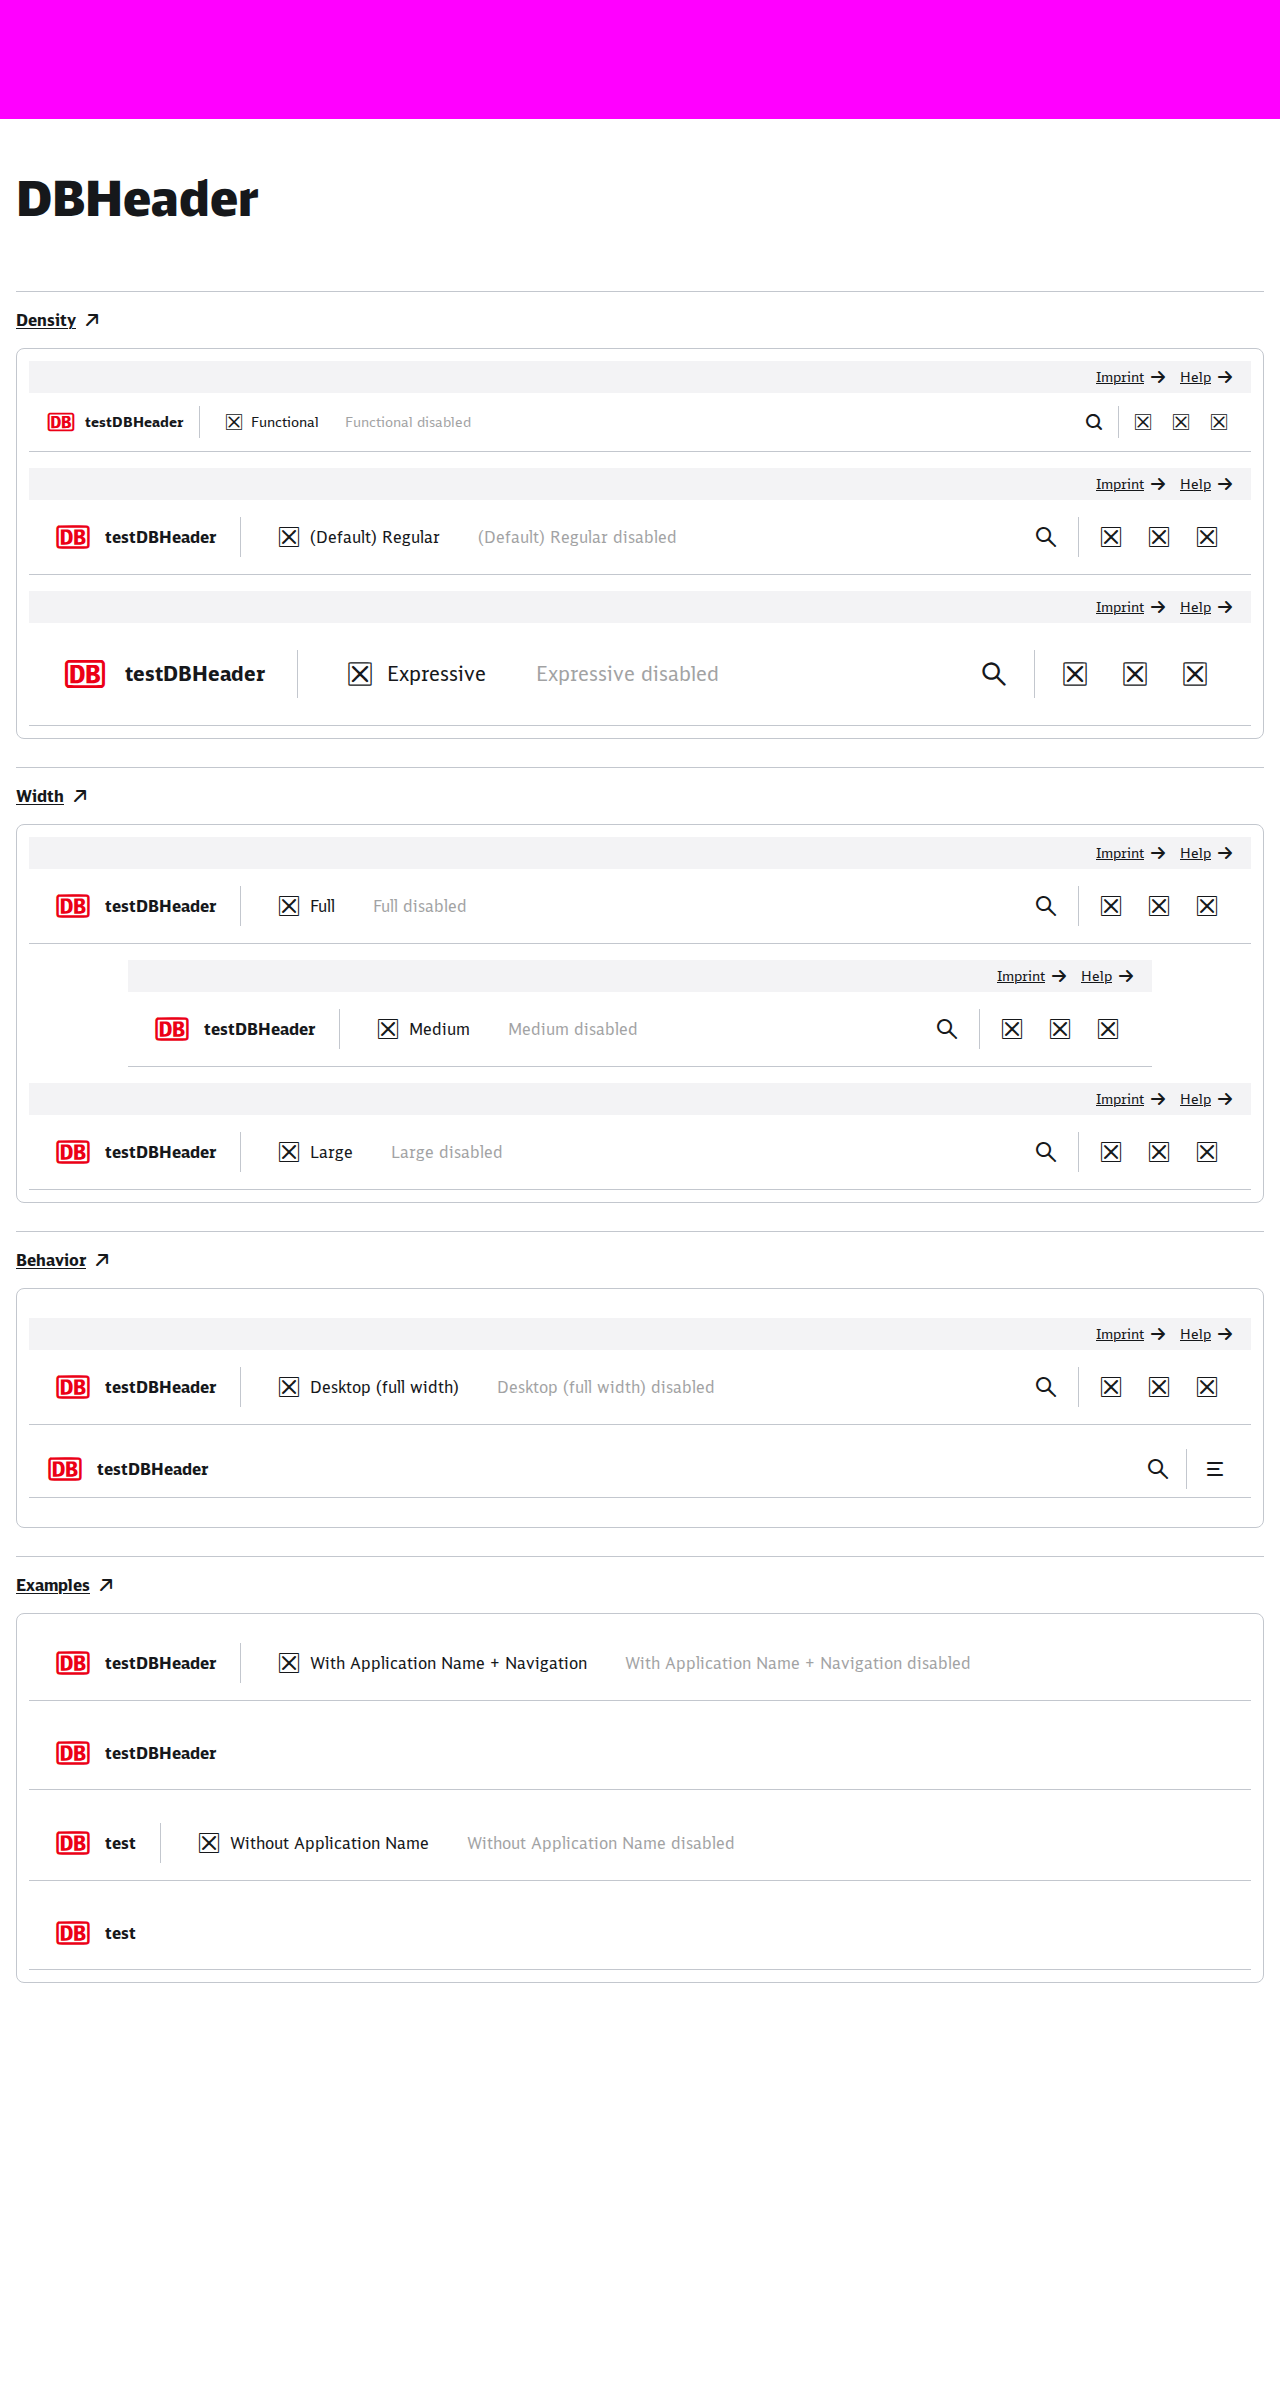 DBHeader
Density
Imprint Help
DB testDBHeader Functional Functional disabled
Imprint Help
DB testDBHeader (Default) Regular (Default) Regular disabled
Imprint Help
DB testDBHeader Expressive Expressive disabled
Width
Imprint Help
DB testDBHeader Full Full disabled
Imprint Help
DB testDBHeader Medium Medium disabled
Imprint Help
DB testDBHeader Large Large disabled
Behavior
Imprint Help
DB testDBHeader Desktop (full width) Desktop (full width) disabled
DB testDBHeader
Examples
DB testDBHeader With Application Name + Navigation With Application Name + Navigation disabled
DB testDBHeader
DB test Without Application Name Without Application Name disabled
DB test